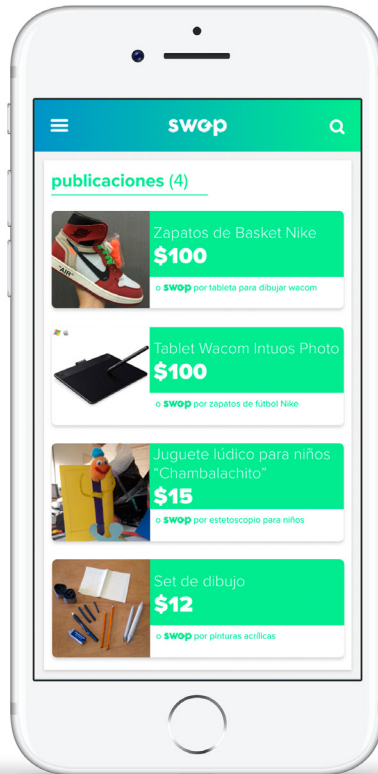 swop
publicaciones (4)
Zapatos de Basket Nike
$100
o swop por tableta para dibujar wacom
Tablet Wacom Intuos Photo
$100
o swop por zapatos de fútbol Nike
Juguete lúdico para niños
“Chambalachito”
$15
o swop por estetoscopio para niños
Set de dibujo
$12
o swop por pinturas acrílicas
"AIR"